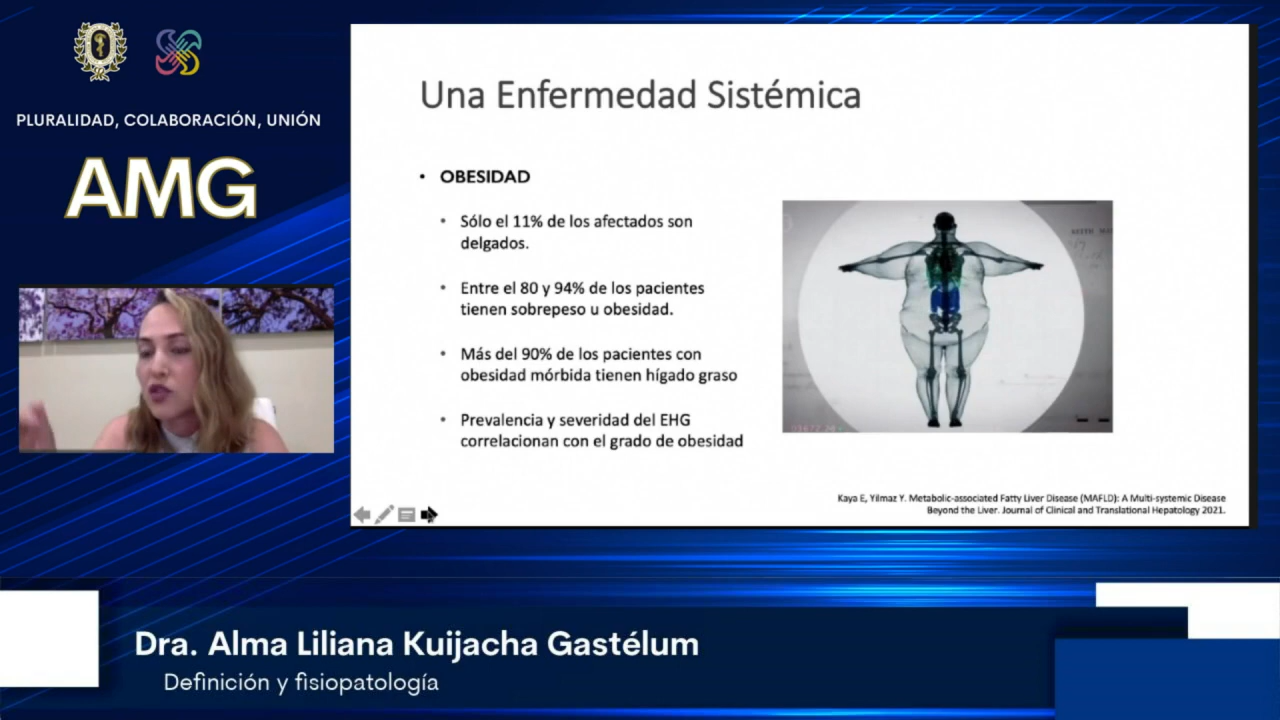 PLURALIDAD, COLABORACIÓN, UNIÓN
AMG
Una Enfermedad Sistémica
• OBESIDAD
• Sólo el 11% de los afectados son
delgados.
• Entre el 80 y 94% de los pacientes
tienen sobrepeso u obesidad.
• Más del 90% de los pacientes con
obesidad mórbida tienen hígado graso
• Prevalencia y severidad del EHG
correlacionan con el grado de obesidad
Kaya E, Yilmaz Y. Metabolic-associated Fatty Liver Disease (MAFLD): A Multi-systemic Disease
Beyond the Liver. Journal of Clinical and Translational Hepatology 2021.
Dra. Alma Liliana Kuijacha Gastélum
Definición y fisiopatología